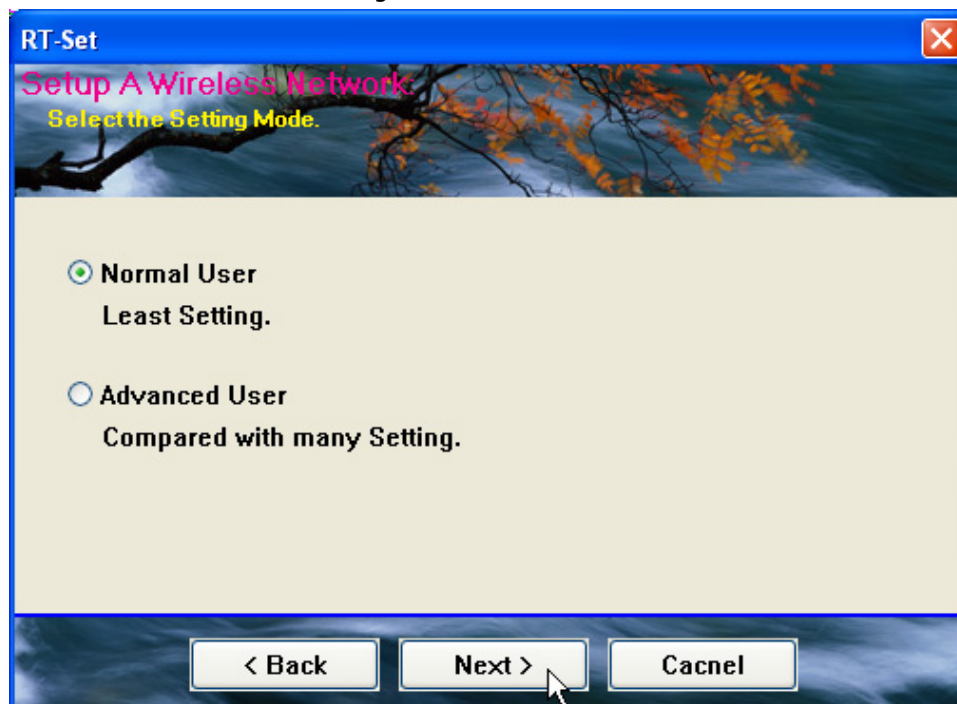 RT-Set
Setup A Wireless Network:
Select the Setting Mode.
Normal User
Least Setting.
Advanced User
Compared with many Setting.
< Back
Next >
Cacnel